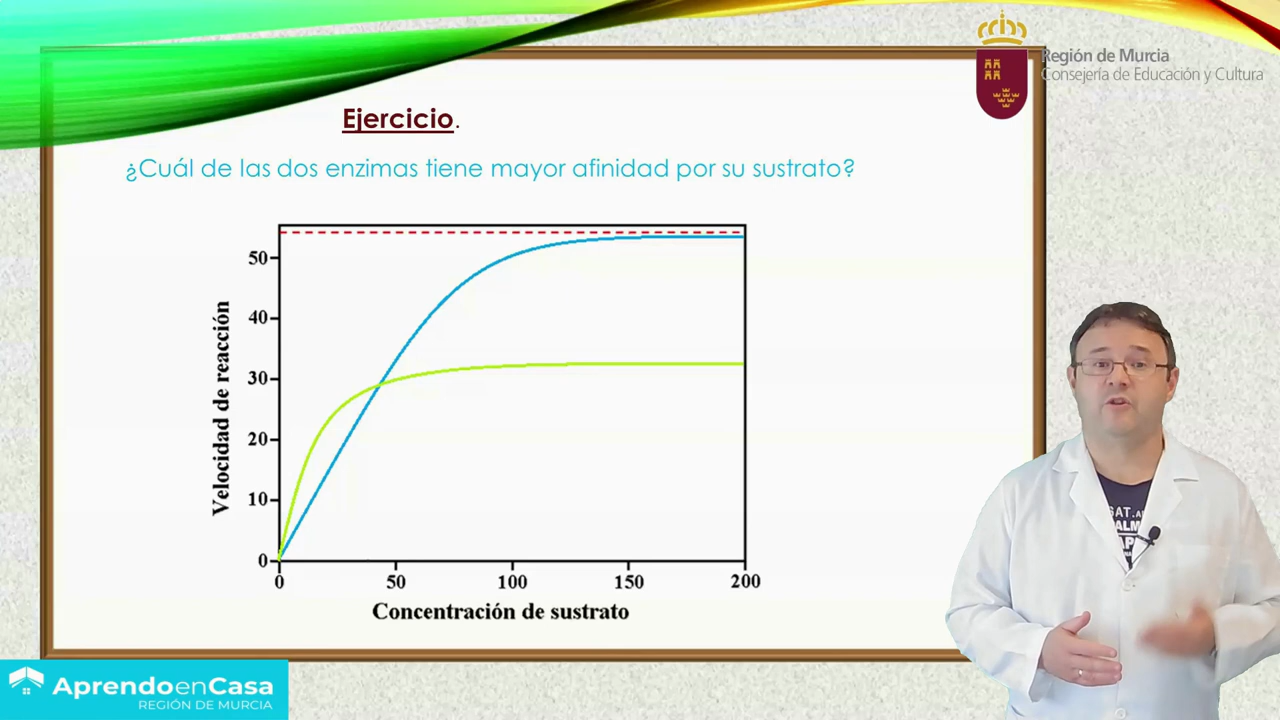 Región de Murcia
Consejería de Educación y Cultura
Ejercicio.
¿Cuál de las dos enzimas tiene mayor afinidad por su sustrato?
Velocidad de reacción
50
40
30
20
10
0
0 50 100 150 200
Concentración de sustrato
AprendoenCasa
REGIÓN DE MURCIA